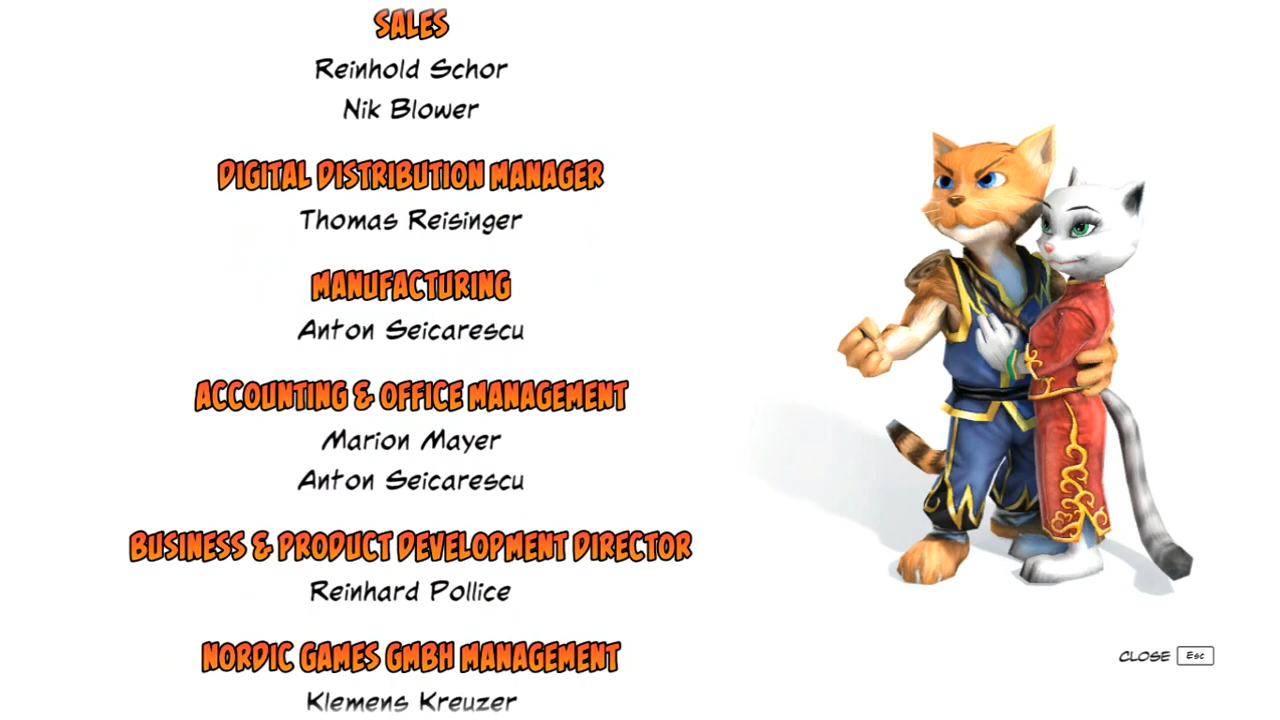 SALES
Reinhold Schor
Nik Blower
DIGITAL DISTRIBUTION MANAGER
Thomas Reisinger
MANUFACTURING
Anton Seicarescu
ACCOUNTING & OFFICE MANAGEMENT
Marion Mayer
Anton Seicarescu
BUSINESS & PRODUCT DEVELOPMENT DIRECTOR
Reinhard Pollice
NORDIC GAMES GMBH MANAGEMENT
Klemens Kreuzer
CLOSE Esc